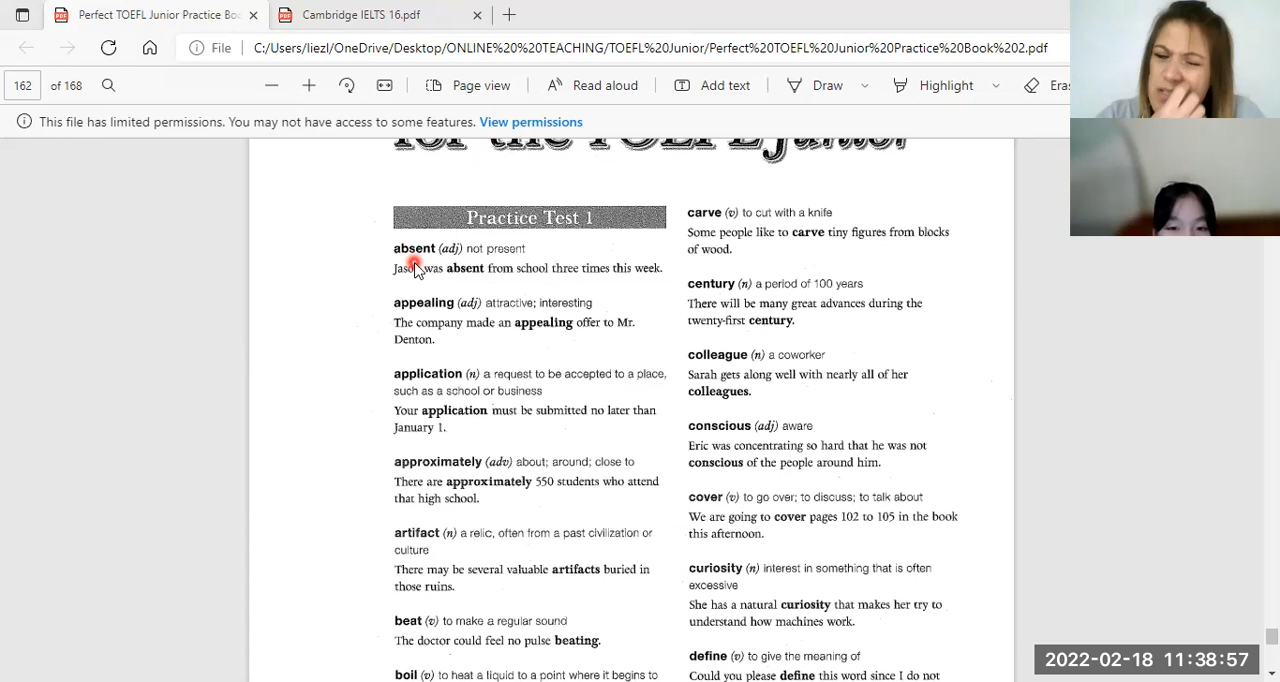 Perfect TOEFL Junior Practice Bo
Cambridge IELTS 16.pdf
File
C:/Users/liezl/OneDrive/Desktop/ONLINE%20%20TEACHING/TOEFL%20Junior/Perfect%20TOEFL%20Junior%20Practice%20Book%202.pdf
162 of 168
Page view
Read aloud
Add text
Draw
Highlight
Era
This file has limited permissions. You may not have access to some features. View permissions
for the TOEFL Junior
Practice Test 1
absent (adj) not present
Jason was absent from school three times this week.
appealing (adj) attractive; interesting
The company made an appealing offer to Mr.
Denton.
application (n) a request to be accepted to a place,
such as a school or business
Your application must be submitted no later than
January 1.
approximately (adv) about; around; close to
There are approximately 550 students who attend
that high school.
artifact (n) a relic, often from a past civilization or
culture
There may be several valuable artifacts buried in
those ruins.
beat (v) to make a regular sound
The doctor could feel no pulse beating.
boil (v) to heat a liquid to a point where it begins to
carve (v) to cut with a knife
Some people like to carve tiny figures from blocks
of wood.
century (n) a period of 100 years
There will be many great advances during the
twenty-first century.
colleague (n) a coworker
Sarah gets along well with nearly all of her
colleagues.
conscious (adj) aware
Eric was concentrating so hard that he was not
conscious of the people around him.
cover (v) to go over; to discuss; to talk about
We are going to cover pages 102 to 105 in the book
this afternoon.
curiosity (n) interest in something that is often
excessive
She has a natural curiosity that makes her try to
understand how machines work.
define (v) to give the meaning of
Could you please define this word since I do not
2022-02-18 11:38:57